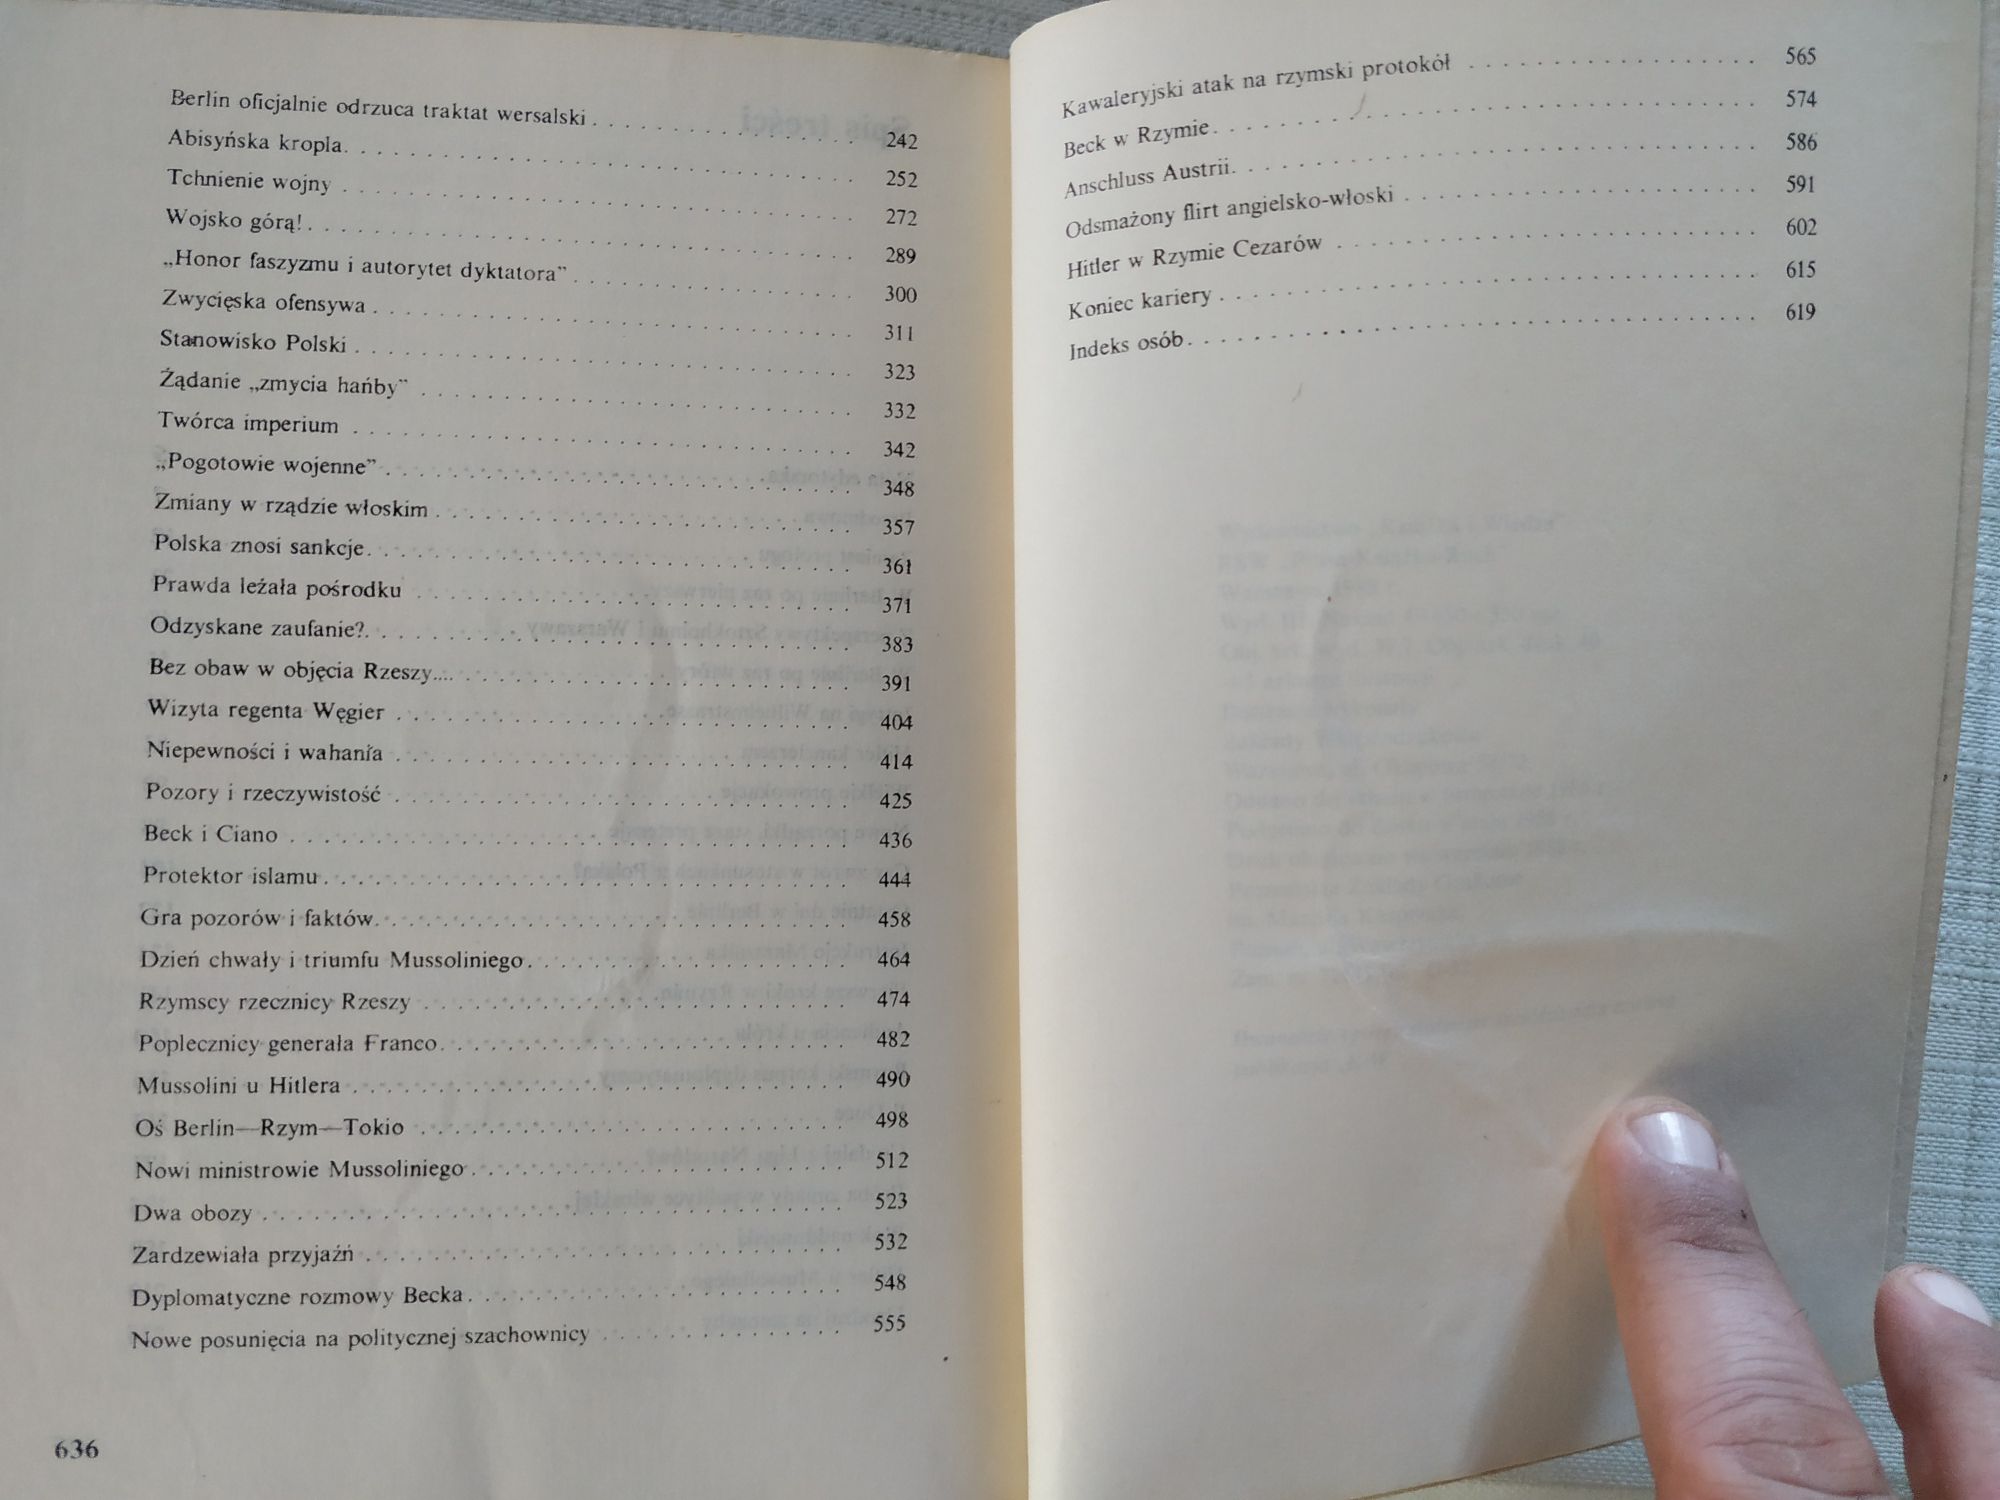 Berlin oficjalnie odrzuca traktat wersalski . . . . . . . . . . . . . 242
Abisyńska kropla. . . . . . . . . . . . . . . . . . . . . . . . . . 252
Tchnienie wojny . . . . . . . . . . . . . . . . . . . . . . . . . . 272
Wojsko górą!. . . . . . . . . . . . . . . . . . . . . . . . . . . . 289
„Honor faszyzmu i autorytet dyktatora” . . . . . . . . . . . . . . . 300
Zwycięska ofensywa . . . . . . . . . . . . . . . . . . . . . . . . 311
Stanowisko Polski . . . . . . . . . . . . . . . . . . . . . . . . . 323
Żądanie „zmycia hańby” . . . . . . . . . . . . . . . . . . . . . . 332
Twórca imperium . . . . . . . . . . . . . . . . . . . . . . . . . . 342
„Pogotowie wojenne” . . . . . . . . . . . . . . . . . . . . . . . . 348
Zmiany w rządzie włoskim . . . . . . . . . . . . . . . . . . . . . 357
Polska znosi sankcje. . . . . . . . . . . . . . . . . . . . . . . . 361
Prawda leżała pośrodku . . . . . . . . . . . . . . . . . . . . . . 371
Odzyskane zaufanie?. . . . . . . . . . . . . . . . . . . . . . . . 383
Bez obaw w objęcia Rzeszy.... . . . . . . . . . . . . . . . . . . . 391
Wizyta regenta Węgier . . . . . . . . . . . . . . . . . . . . . . . 404
Niepewności i wahania . . . . . . . . . . . . . . . . . . . . . . . 414
Pozory i rzeczywistość . . . . . . . . . . . . . . . . . . . . . . . 425
Beck i Ciano . . . . . . . . . . . . . . . . . . . . . . . . . . . . 436
Protektor islamu . . . . . . . . . . . . . . . . . . . . . . . . . . 444
Gra pozorów i faktów. . . . . . . . . . . . . . . . . . . . . . . . 458
Dzień chwały i triumfu Mussoliniego . . . . . . . . . . . . . . . . 464
Rzymscy rzecznicy Rzeszy . . . . . . . . . . . . . . . . . . . . . 474
Poplecznicy generała Franco. . . . . . . . . . . . . . . . . . . . . 482
Mussolini u Hitlera . . . . . . . . . . . . . . . . . . . . . . . . . 490
Oś Berlin—Rzym—Tokio . . . . . . . . . . . . . . . . . . . . . . 498
Nowi ministrowie Mussoliniego . . . . . . . . . . . . . . . . . . . 512
Dwa obozy . . . . . . . . . . . . . . . . . . . . . . . . . . . . . 523
Zardzewiała przyjaźń . . . . . . . . . . . . . . . . . . . . . . . . 532
Dyplomatyczne rozmowy Becka. . . . . . . . . . . . . . . . . . . . 548
Nowe posunięcia na politycznej szachownicy . . . . . . . . . . . . . 555
636
Kawaleryjski atak na rzymski protokół . . . . . . . . . . . . . . . . 565
Beck w Rzymie. . . . . . . . . . . . . . . . . . . . . . . . . . . . 574
Anschluss Austrii. . . . . . . . . . . . . . . . . . . . . . . . . . . 586
Odsmażony flirt angielsko-włoski . . . . . . . . . . . . . . . . . . . 591
Hitler w Rzymie Cezarów . . . . . . . . . . . . . . . . . . . . . . 602
Koniec kariery . . . . . . . . . . . . . . . . . . . . . . . . . . . . 615
Indeks osób. . . . . . . . . . . . . . . . . . . . . . . . . . . . . . 619